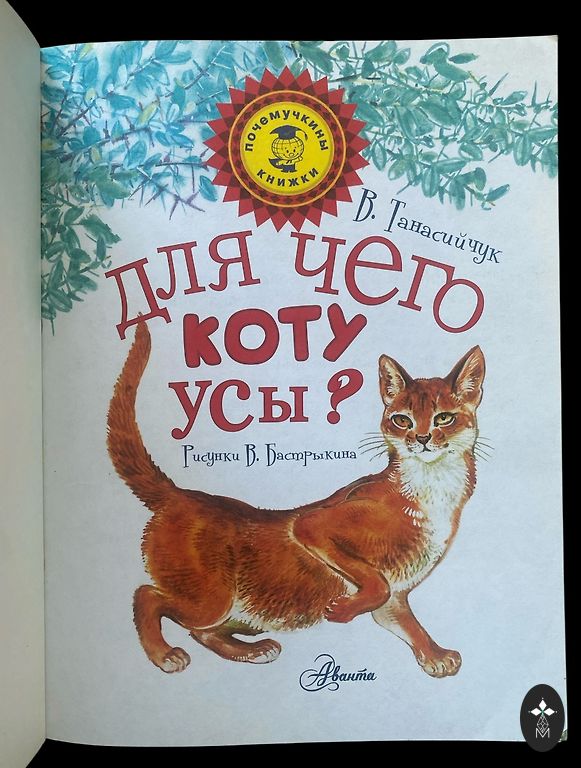 ПОЧЕМУЧКИНЫ
КНИЖКИ
В. Танасийчук
ДЛЯ ЧЕГО
КОТУ
УСЫ?
Рисунки В. Бастрыкина
Аванта
М